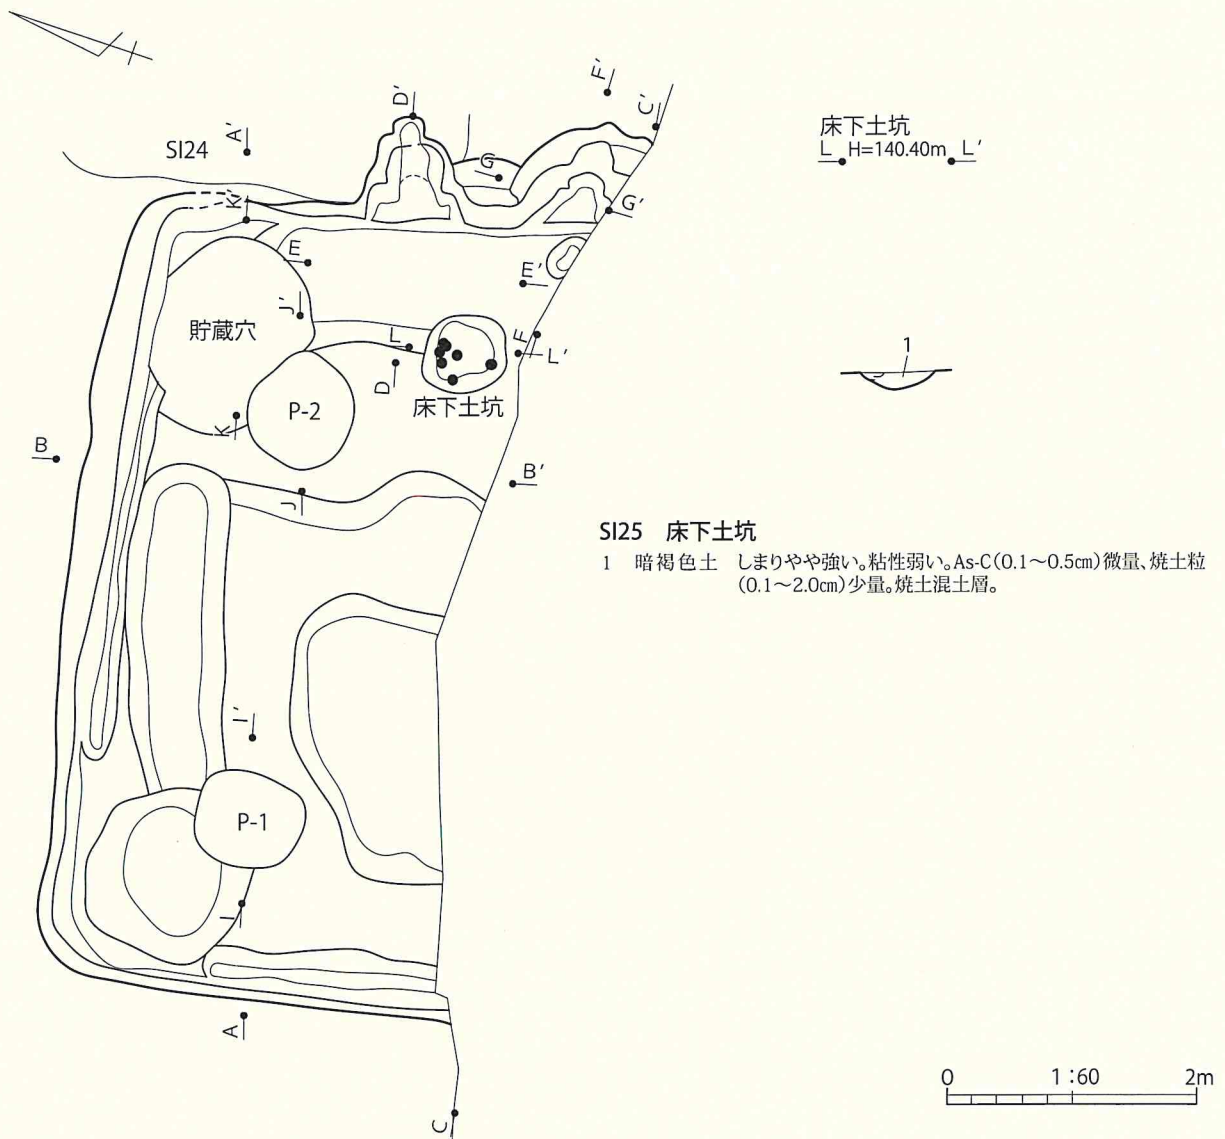 F'
D'
C'
A'
SI24
床下土坑
L H=140.40m L'
G
K'
G'
E
E'
J'
貯蔵穴
L
F
L'
1
D
P-2
床下土坑
K
B
B'
J
SI25 床下土坑
1 暗褐色土 しまりやや強い。粘性弱い。As-C(0.1～0.5㎝)微量、焼土粒
(0.1～2.0㎝)少量。焼土混土層。
I'
P-1
I
A
0 1:60 2m
C